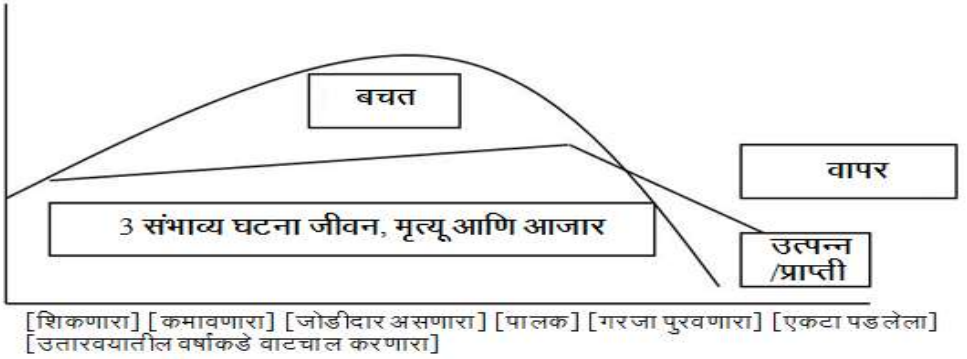 बचत
वापर
3 संभाव्य घटना जीवन, मृत्यू आणि आजार
उत्पन्न
/प्राप्ती
[शिकणारा] [कमावणारा] [जोडीदार असणारा] [पालक] [गरजा पुरवणारा] [एकटा पडलेला]
[उतारवयातील वर्षाकडे वाटचाल करणारा]